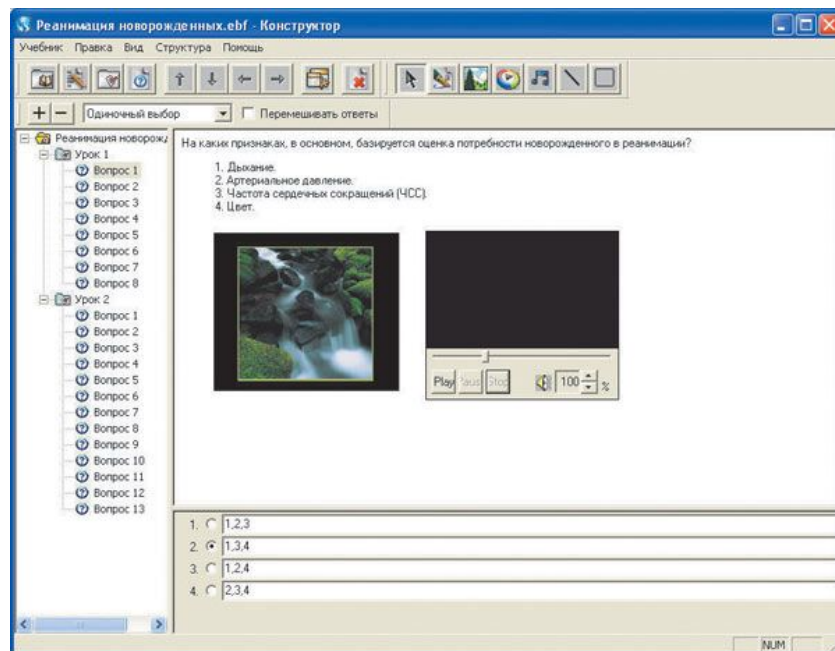 Реанимация новорожденных.ebf - Конструктор
Учебник Правка Вид Структура Помощь
Одиночный выбор Перемешивать ответы
Реанимация новорож
Урок 1
Вопрос 1
Вопрос 2
Вопрос 3
Вопрос 4
Вопрос 5
Вопрос 6
Вопрос 7
Вопрос 8
Урок 2
Вопрос 1
Вопрос 2
Вопрос 3
Вопрос 4
Вопрос 5
Вопрос 6
Вопрос 7
Вопрос 8
Вопрос 9
Вопрос 10
Вопрос 11
Вопрос 12
Вопрос 13
На каких признаках, в основном, базируется оценка потребности новорожденного в реанимации?
1. Дыхание.
2. Артериальное давление.
3. Частота сердечных сокращений (ЧСС).
4. Цвет.
Play Paus Stop 100 %
1. 1,2,3
2. 1,3,4
3. 1,2,4
4. 2,3,4
NUM